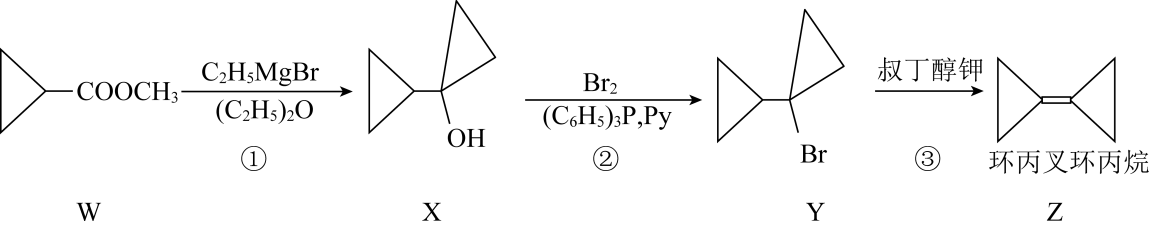 COOCH₃
C₂H₅MgBr
(C₂H₅)₂O
①
OH
Br₂
(C₆H₅)₃P,Py
②
Br
叔丁醇钾
③
环丙叉环丙烷
W
X
Y
Z